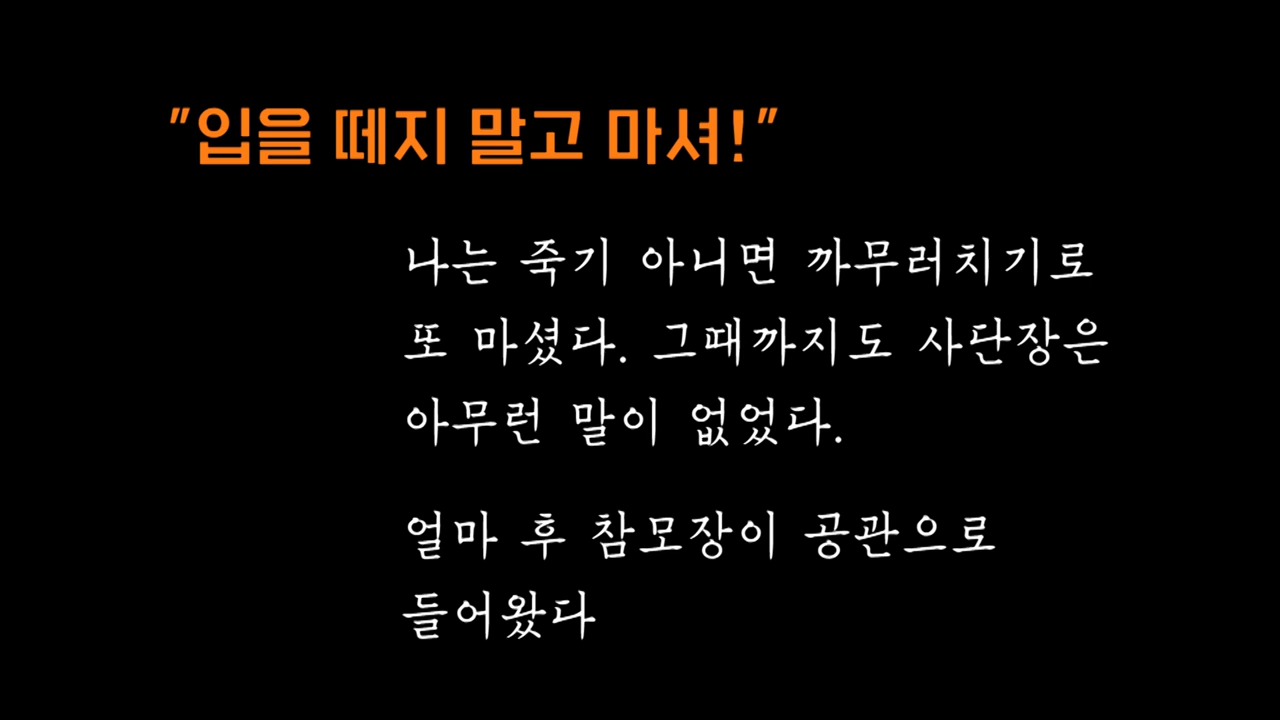 "입을 떼지 말고 마셔!"
나는 죽기 아니면 까무러치기로
또 마셨다. 그때까지도 사단장은
아무런 말이 없었다.
얼마 후 참모장이 공관으로
들어왔다